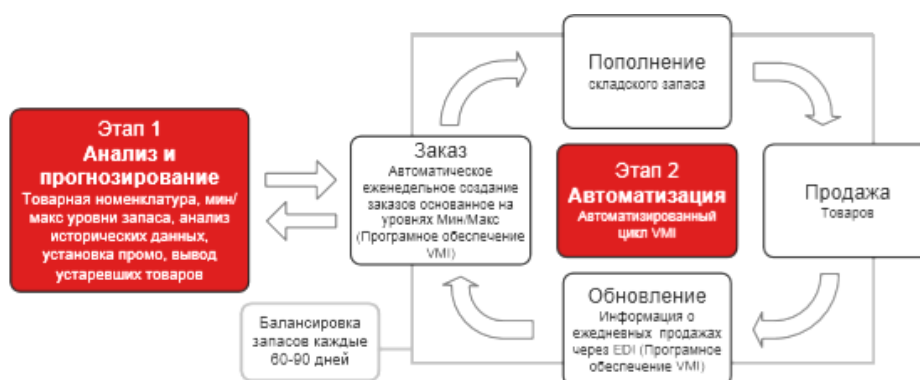 Этап 1
Анализ и
прогнозирование
Товарная номенклатура, мин/
макс уровни запаса, анализ
исторических данных,
установка промо, вывод
устаревших товаров
Заказ
Автоматическое
еженедельное создание
заказов основанное на
уровнях Мин/Макс
(Програмное обеспечение
VMI)
Пополнение
складского запаса
Этап 2
Автоматизация
Автоматизированный
цикл VMI
Продажа
Товаров
Обновление
Информация о
ежедневных продажах
через EDI (Програмное
обеспечение VMI)
Балансировка
запасов каждые
60-90 дней